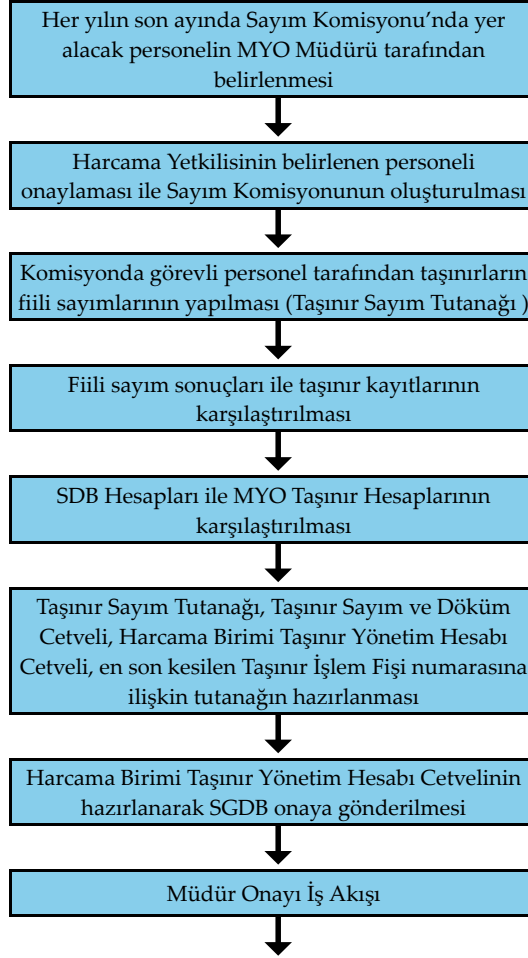 Her yılın son ayında Sayım Komisyonu’nda yer
alacak personelin MYO Müdürü tarafından
belirlenmesi
Harcama Yetkilisinin belirlenen personeli
onaylaması ile Sayım Komisyonunun oluşturulması
Komisyonda görevli personel tarafından taşınırların
fiili sayımlarının yapılması (Taşınır Sayım Tutanağı )
Fiili sayım sonuçları ile taşınır kayıtlarının
karşılaştırılması
SDB Hesapları ile MYO Taşınır Hesaplarının
karşılaştırılması
Taşınır Sayım Tutanağı, Taşınır Sayım ve Döküm
Cetveli, Harcama Birimi Taşınır Yönetim Hesabı
Cetveli, en son kesilen Taşınır İşlem Fişi numarasına
ilişkin tutanağın hazırlanması
Harcama Birimi Taşınır Yönetim Hesabı Cetvelinin
hazırlanarak SGDB onaya gönderilmesi
Müdür Onayı İş Akışı